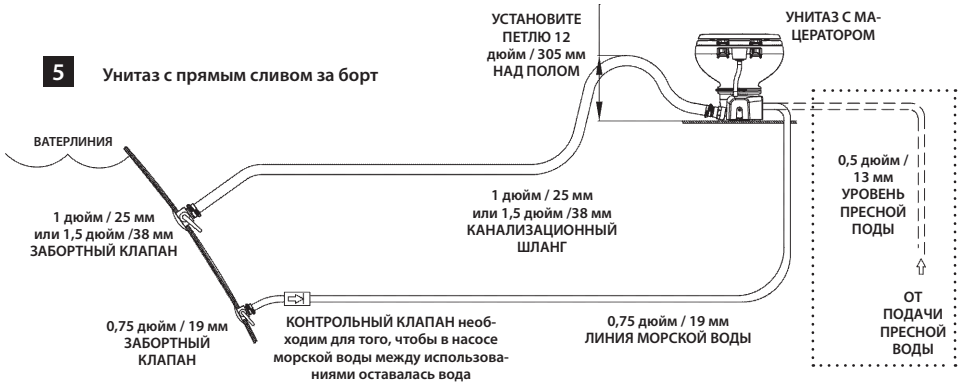 5
Унитаз с прямым сливом за борт
УСТАНОВИТЕ
ПЕТЛЮ 12
дюйм / 305 мм
НАД ПОЛОМ
УНИТАЗ С МА-
ЦЕРАТОРОМ
ВАТЕРЛИНИЯ
1 дюйм / 25 мм
или 1,5 дюйм /38 мм
ЗАБОРТНЫЙ КЛАПАН
1 дюйм / 25 мм
или 1,5 дюйм /38 мм
КАНАЛИЗАЦИОННЫЙ
ШЛАНГ
0,5 дюйм /
13 мм
УРОВЕНЬ
ПРЕСНОЙ
ПОДЫ
ОТ
ПОДАЧИ
ПРЕСНОЙ
ВОДЫ
0,75 дюйм / 19 мм
ЗАБОРТНЫЙ
КЛАПАН
КОНТРОЛЬНЫЙ КЛАПАН необ-
ходим для того, чтобы в насосе
морской воды между использова-
ниями оставалась вода
0,75 дюйм / 19 мм
ЛИНИЯ МОРСКОЙ ВОДЫ